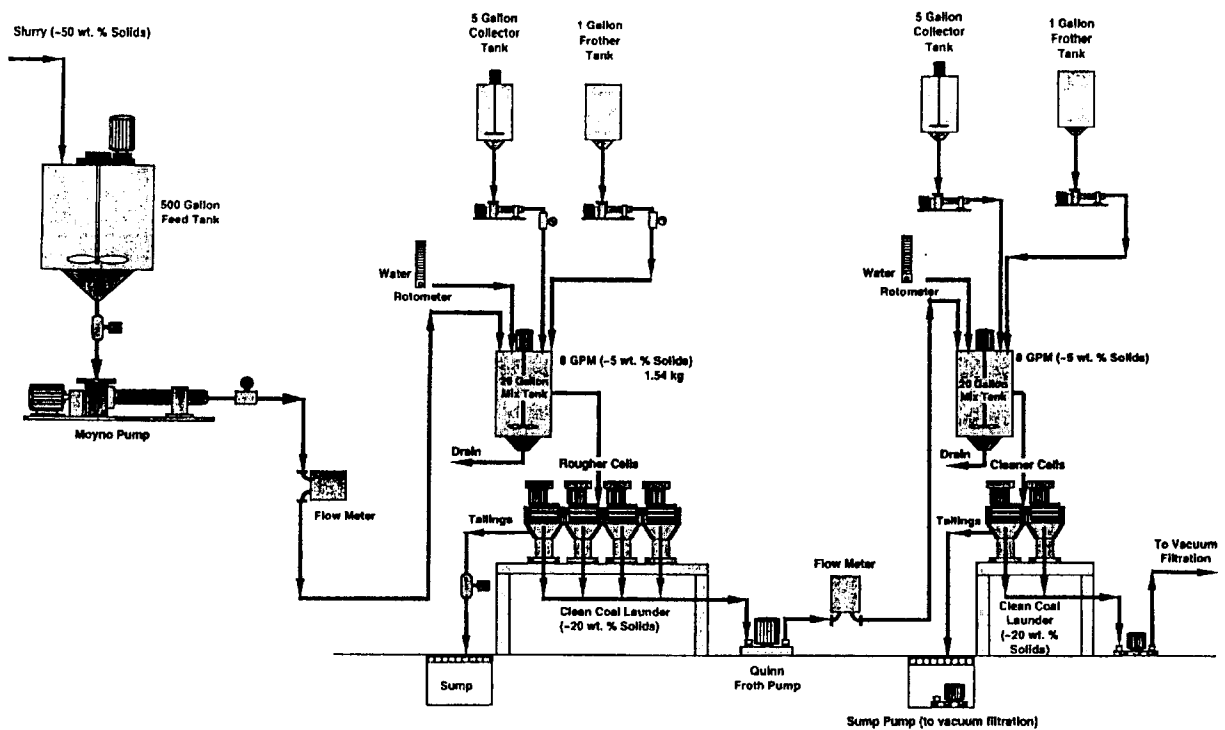 Slurry (~50 wt. % Solids)
5 Gallon
Collector
Tank
1 Gallon
Frother
Tank
5 Gallon
Collector
Tank
1 Gallon
Frother
Tank
500 Gallon
Feed Tank
Water
Rotometer
Water
Rotometer
8 GPM (~5 wt. % Solids)
1.54 kg
20 Gallon
Mix Tank
8 GPM (~5 wt. % Solids)
20 Gallon
Mix Tank
Moyno Pump
Drain
Rougher Cells
Drain
Cleaner Cells
Flow Meter
Tailings
Tailings
To Vacuum
Filtration
Flow Meter
Clean Coal Launder
(~20 wt. % Solids)
Clean Coal
Launder
(~20 wt. %
Solids)
Sump
Quinn
Froth Pump
Sump Pump (to vacuum filtration)